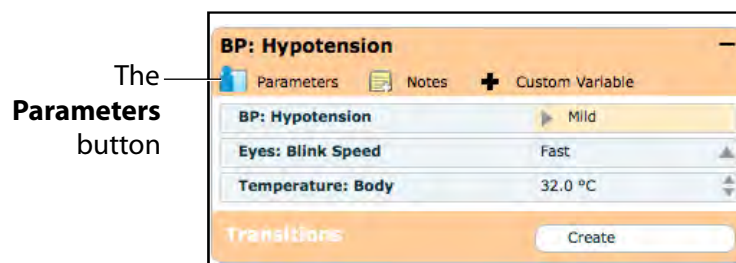 The
Parameters
button
BP: Hypotension
Parameters Notes Custom Variable
BP: Hypotension Mild
Eyes: Blink Speed Fast
Temperature: Body 32.0 °C
Transitions Create